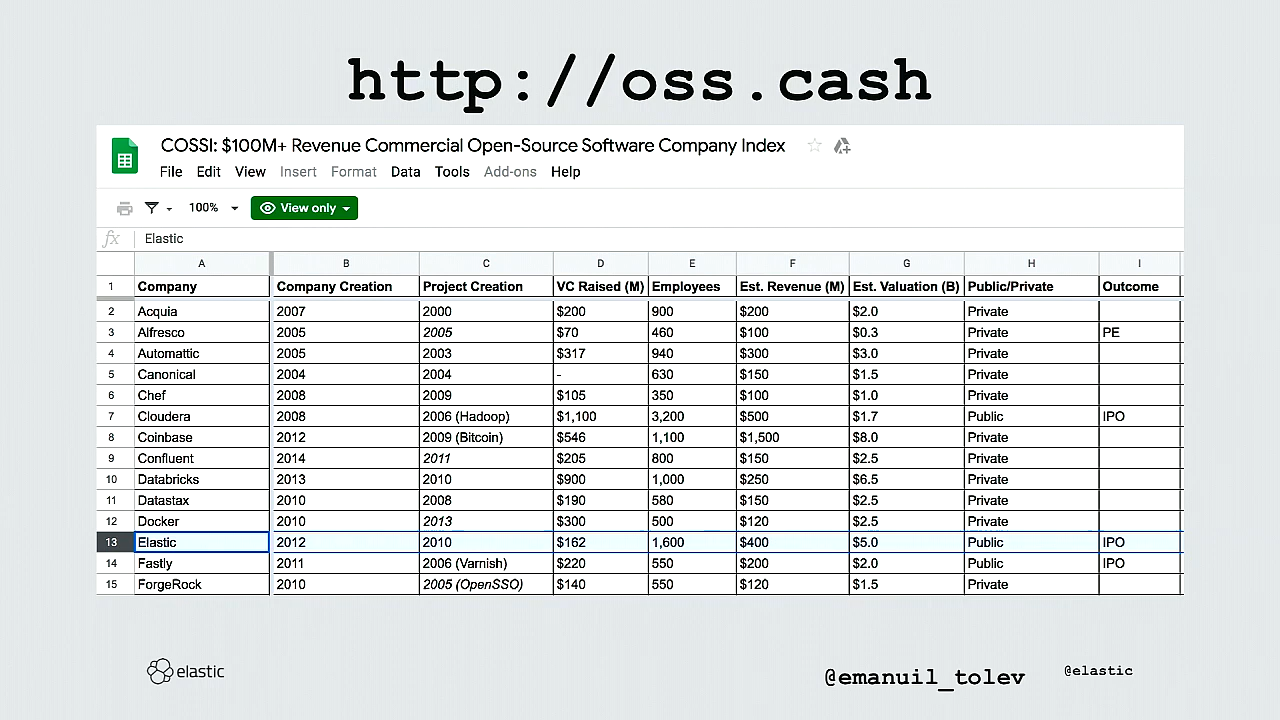 http://oss.cash
COSSI: $100M+ Revenue Commercial Open-Source Software Company Index
File Edit View Insert Format Data Tools Add-ons Help
100% View only
fx Elastic
A B C D E F G H I
1 Company Company Creation Project Creation VC Raised (M) Employees Est. Revenue (M) Est. Valuation (B) Public/Private Outcome
2 Acquia 2007 2000 $200 900 $200 $2.0 Private
3 Alfresco 2005 2005 $70 460 $100 $0.3 Private PE
4 Automattic 2005 2003 $317 940 $300 $3.0 Private
5 Canonical 2004 2004 - 630 $150 $1.5 Private
6 Chef 2008 2009 $105 350 $100 $1.0 Private
7 Cloudera 2008 2006 (Hadoop) $1,100 3,200 $500 $1.7 Public IPO
8 Coinbase 2012 2009 (Bitcoin) $546 1,100 $1,500 $8.0 Private
9 Confluent 2014 2011 $205 800 $150 $2.5 Private
10 Databricks 2013 2010 $900 1,000 $250 $6.5 Private
11 Datastax 2010 2008 $190 580 $150 $2.5 Private
12 Docker 2010 2013 $300 500 $120 $2.5 Private
13 Elastic 2012 2010 $162 1,600 $400 $5.0 Public IPO
14 Fastly 2011 2006 (Varnish) $220 550 $200 $2.0 Public IPO
15 ForgeRock 2010 2005 (OpenSSO) $140 550 $120 $1.5 Private
elastic @emanuil_tolev @elastic